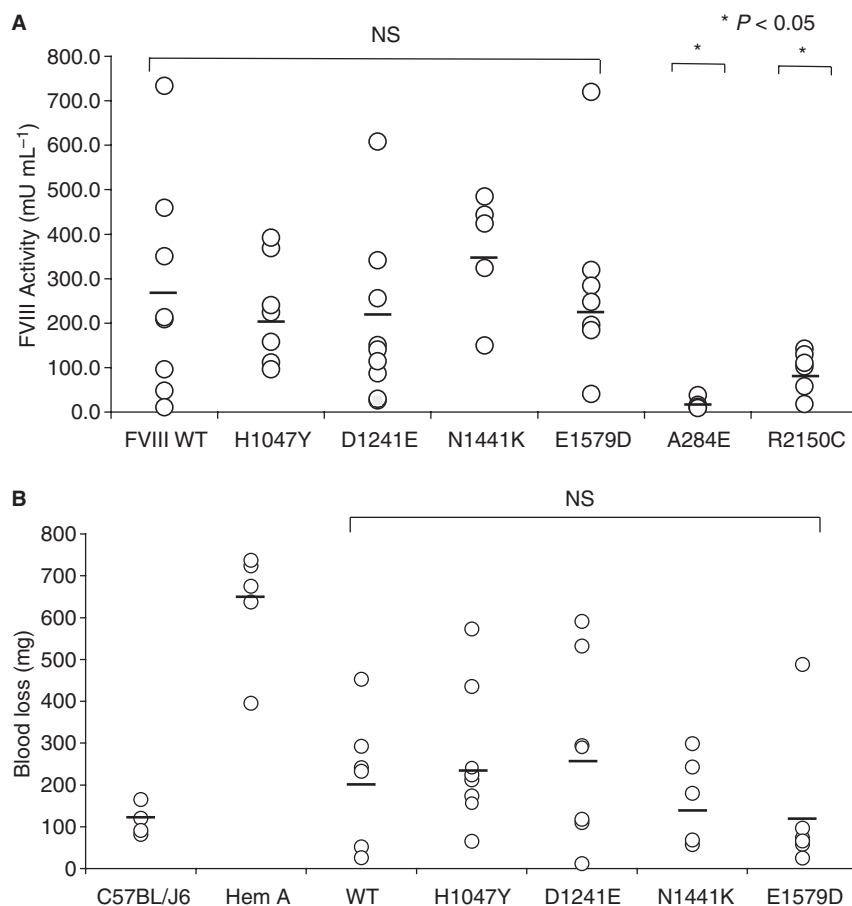 A
* P < 0.05
NS
* *
800.0
700.0
600.0
500.0
400.0
300.0
200.0
100.0
0.0
FVIII Activity (mU mL⁻¹)
FVIII WT H1047Y D1241E N1441K E1579D A284E R2150C
B
NS
800
700
600
500
400
300
200
100
0
Blood loss (mg)
C57BL/J6 Hem A WT H1047Y D1241E N1441K E1579D